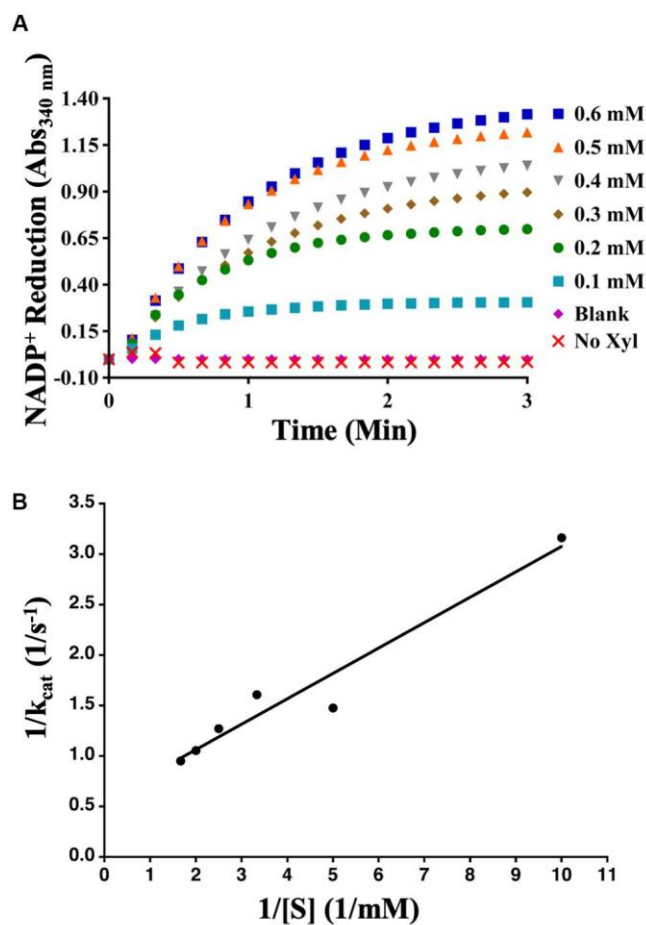 A
NADP+ Reduction (Abs340 nm)
1.40
1.15
0.90
0.65
0.40
0.15
-0.10
0
1
2
3
Time (Min)
0.6 mM
0.5 mM
0.4 mM
0.3 mM
0.2 mM
0.1 mM
Blank
No Xyl
B
1/kcat (1/s-1)
3.5
3.0
2.5
2.0
1.5
1.0
0.5
0.0
0 1 2 3 4 5 6 7 8 9 10 11
1/[S] (1/mM)